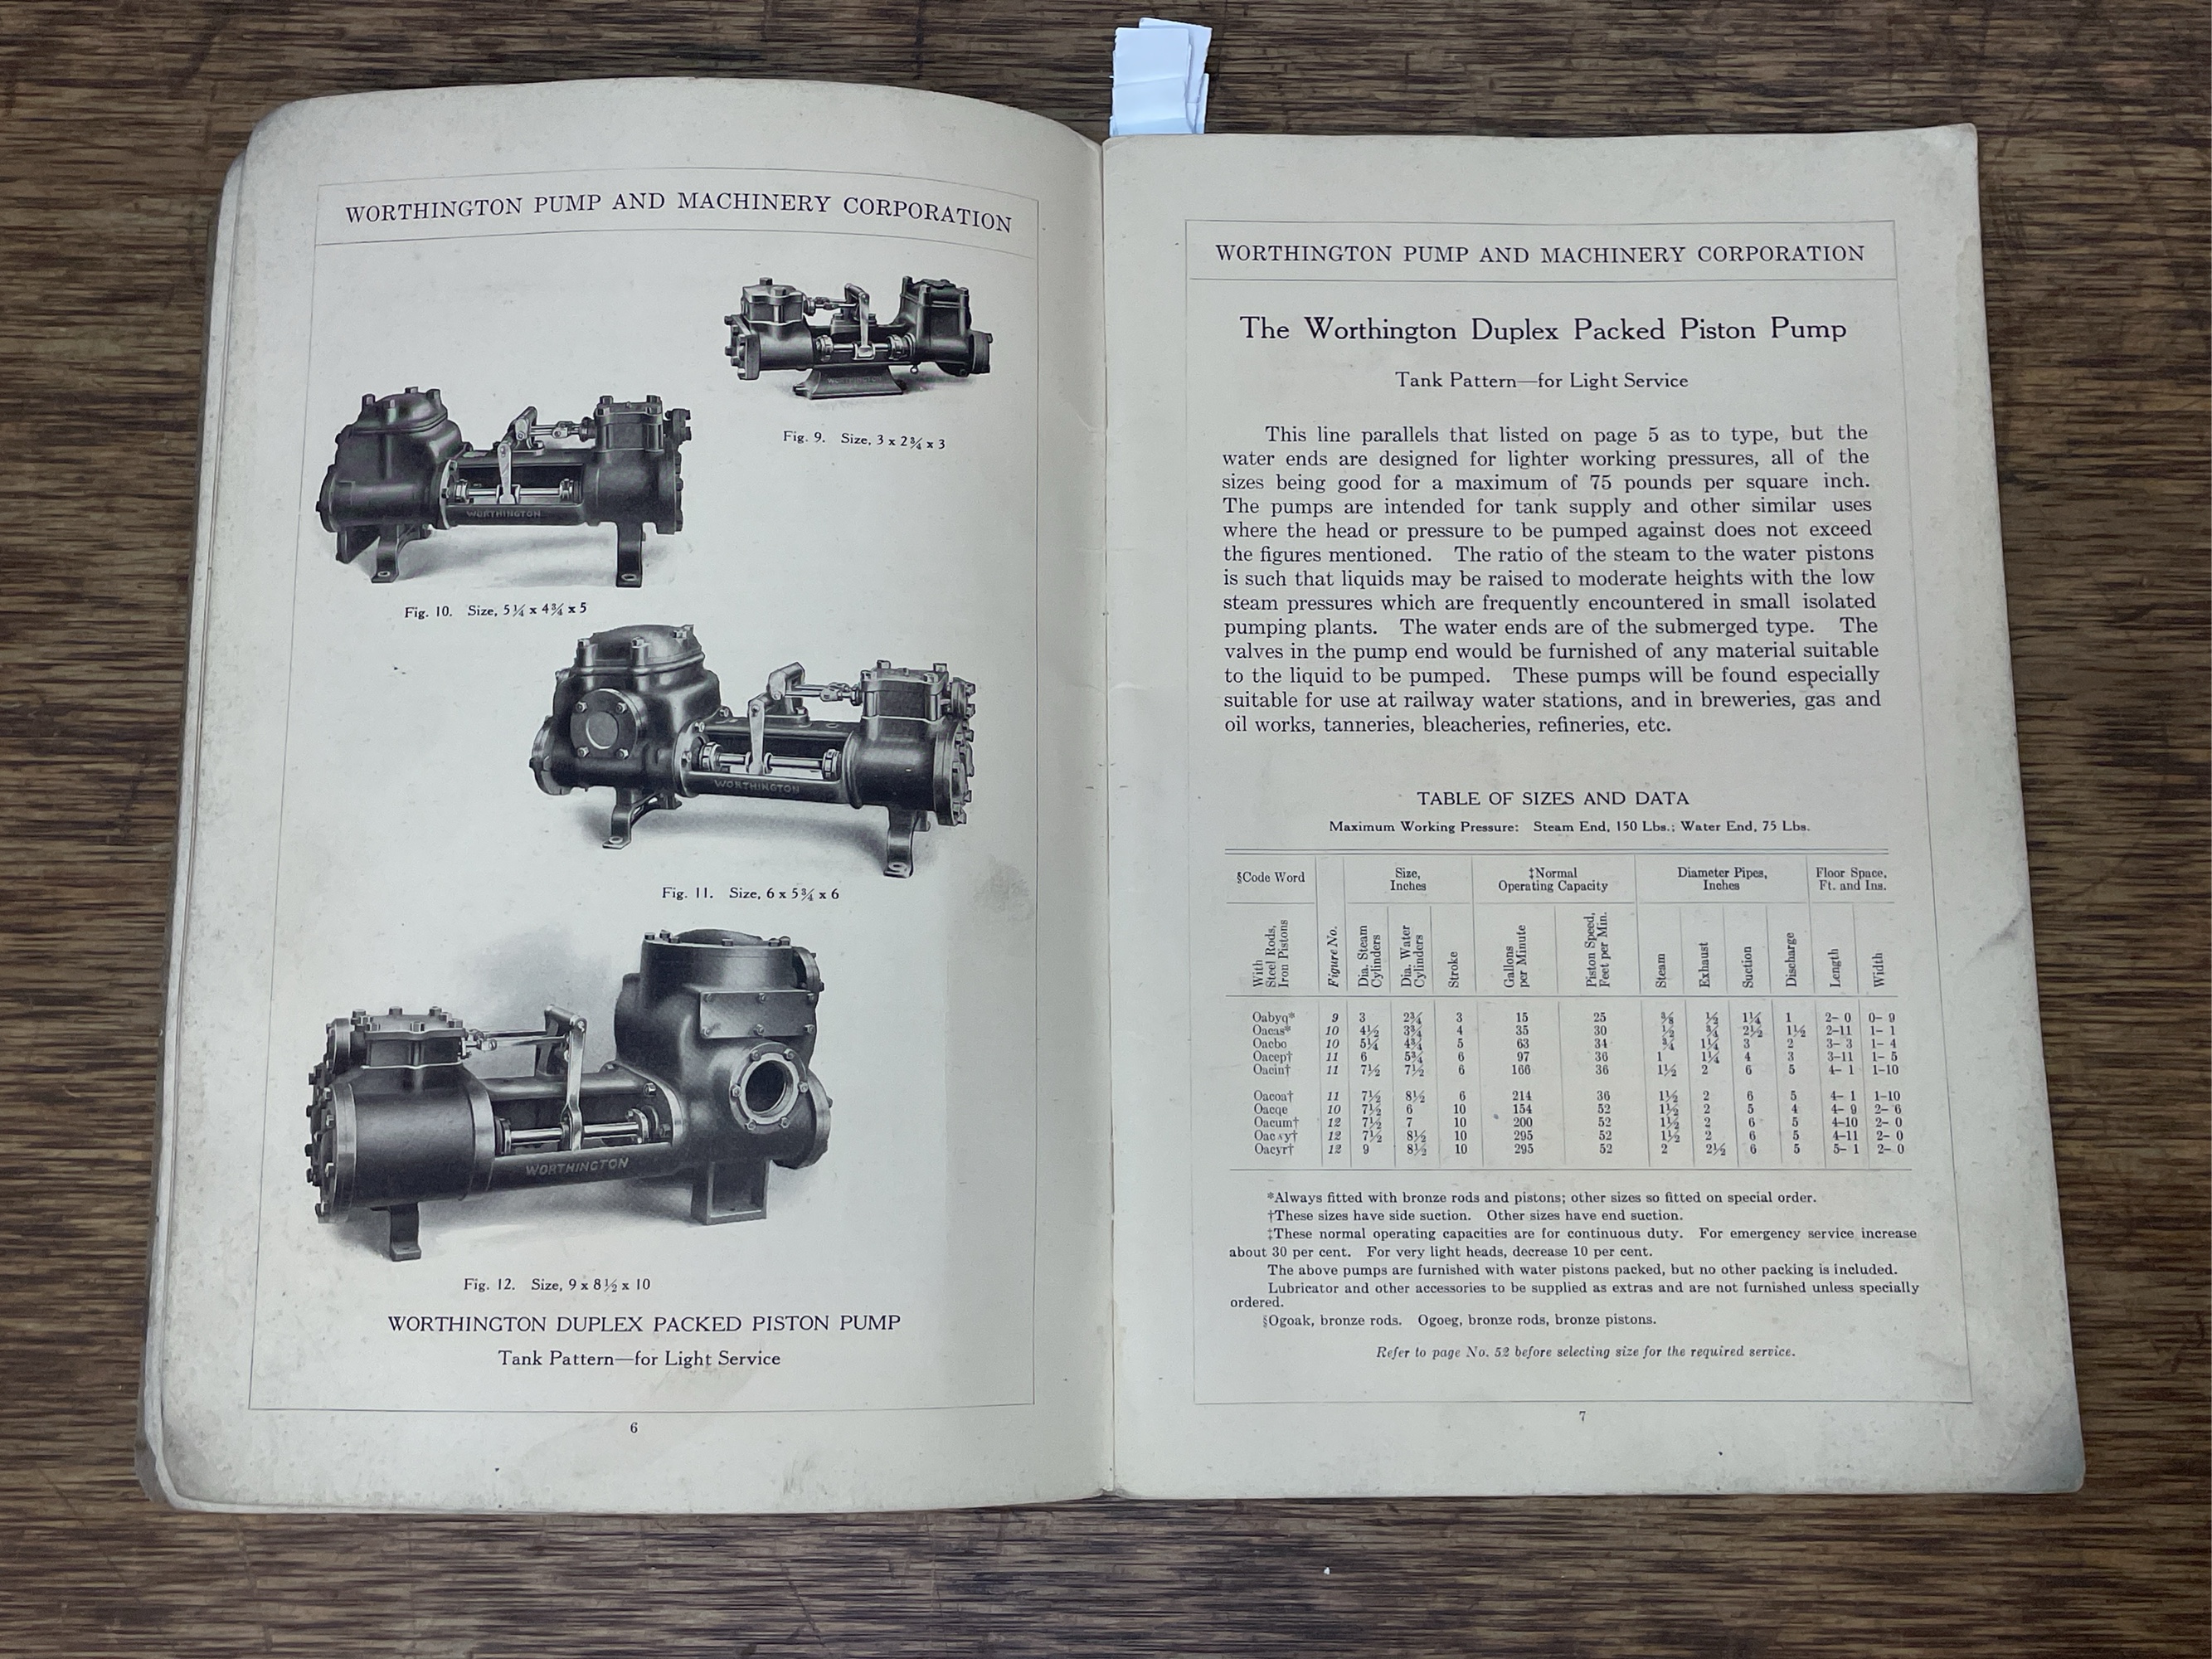 WORTHINGTON PUMP AND MACHINERY CORPORATION
WORTHINGTON
Fig. 9. Size, 3 x 2¾ x 3
WORTHINGTON
Fig. 10. Size, 5¼ x 4¾ x 5
WORTHINGTON
Fig. 11. Size, 6 x 5¾ x 6
WORTHINGTON
Fig. 12. Size, 9 x 8½ x 10
WORTHINGTON DUPLEX PACKED PISTON PUMP
Tank Pattern—for Light Service
6
WORTHINGTON PUMP AND MACHINERY CORPORATION
The Worthington Duplex Packed Piston Pump
Tank Pattern—for Light Service
This line parallels that listed on page 5 as to type, but the
water ends are designed for lighter working pressures, all of the
sizes being good for a maximum of 75 pounds per square inch.
The pumps are intended for tank supply and other similar uses
where the head or pressure to be pumped against does not exceed
the figures mentioned. The ratio of the steam to the water pistons
is such that liquids may be raised to moderate heights with the low
steam pressures which are frequently encountered in small isolated
pumping plants. The water ends are of the submerged type. The
valves in the pump end would be furnished of any material suitable
to the liquid to be pumped. These pumps will be found especially
suitable for use at railway water stations, and in breweries, gas and
oil works, tanneries, bleacheries, refineries, etc.
TABLE OF SIZES AND DATA
Maximum Working Pressure: Steam End, 150 Lbs.; Water End, 75 Lbs.
§Code Word Size, Inches ‡Normal Operating Capacity Diameter Pipes, Inches Floor Space, Ft. and Ins.
With Steel Rods, Iron Pistons Figure No. Dia. Steam Cylinders Dia. Water Cylinders Stroke Gallons per Minute Piston Speed, Feet per Min. Steam Exhaust Suction Discharge Length Width
Oabyq* 9 3 2¾ 3 15 25 ⅜ ½ 1¼ 1 2- 0 0- 9
Oacas* 10 4½ 3¾ 4 35 30 ½ ¾ 2½ 1½ 2-11 1- 1
Oacbo 10 5¼ 4¾ 5 63 34 ¾ 1¼ 3 2 3- 3 1- 4
Oacep† 11 6 5¾ 6 97 36 1 1¼ 4 3 3-11 1- 5
Oacin† 11 7½ 7½ 6 166 36 1½ 2 6 5 4- 1 1-10
Oacoa† 11 7½ 8½ 6 214 36 1½ 2 6 5 4- 1 1-10
Oacqe 10 7½ 6 10 154 52 1½ 2 5 4 4- 9 2- 6
Oacum† 12 7½ 7 10 200 52 1½ 2 6 5 4-10 2- 0
12 7½ 8½ 10 295 52 1½ 2 6 5 4-11 2- 0
Oacyr† 12 9 8½ 10 295 52 2 2½ 6 5 5- 1 2- 0
*Always fitted with bronze rods and pistons; other sizes so fitted on special order.
†These sizes have side suction. Other sizes have end suction.
‡These normal operating capacities are for continuous duty. For emergency service increase
about 30 per cent. For very light heads, decrease 10 per cent.
The above pumps are furnished with water pistons packed, but no other packing is included.
Lubricator and other accessories to be supplied as extras and are not furnished unless specially
ordered.
§Ogoak, bronze rods. Ogoeg, bronze rods, bronze pistons.
Refer to page No. 52 before selecting size for the required service.
7